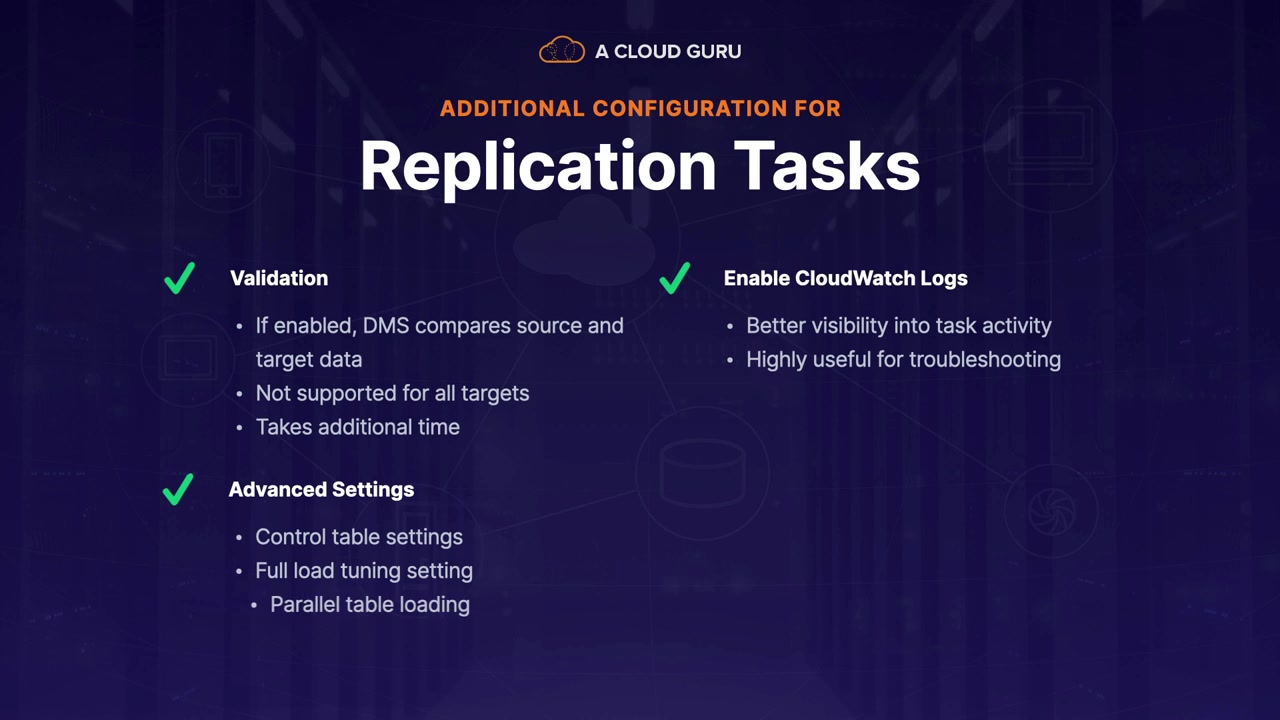 A CLOUD GURU
ADDITIONAL CONFIGURATION FOR
Replication Tasks
Validation
• If enabled, DMS compares source and
target data
• Not supported for all targets
• Takes additional time
Enable CloudWatch Logs
• Better visibility into task activity
• Highly useful for troubleshooting
Advanced Settings
• Control table settings
• Full load tuning setting
• Parallel table loading